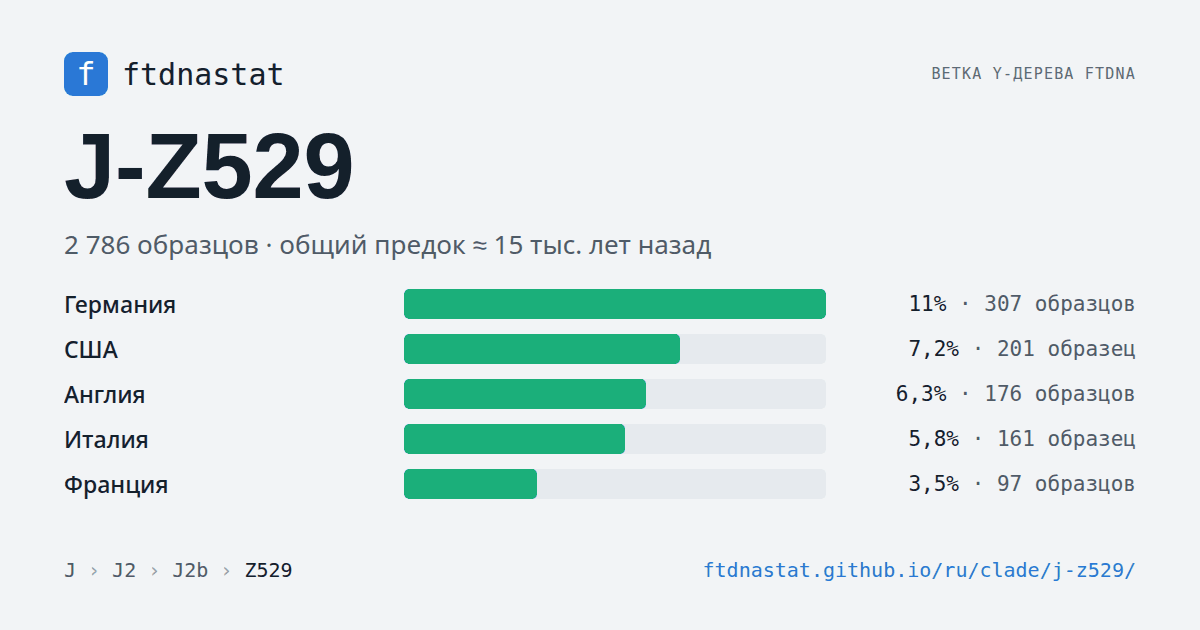 f ftdnastat
ВЕТКА Y-ДЕРЕВА FTDNA
J-Z529
2 786 образцов · общий предок ≈ 15 тыс. лет назад
Германия 11% · 307 образцов
США 7,2% · 201 образец
Англия 6,3% · 176 образцов
Италия 5,8% · 161 образец
Франция 3,5% · 97 образцов
J › J2 › J2b › Z529
ftdnastat.github.io/ru/clade/j-z529/